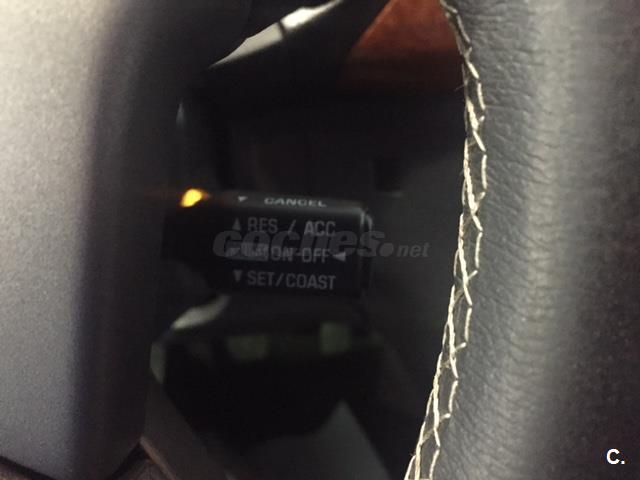 ▼ CANCEL
▲ RES / ACC
coches.net
ON-OFF ◄
▼ SET/COAST
C.